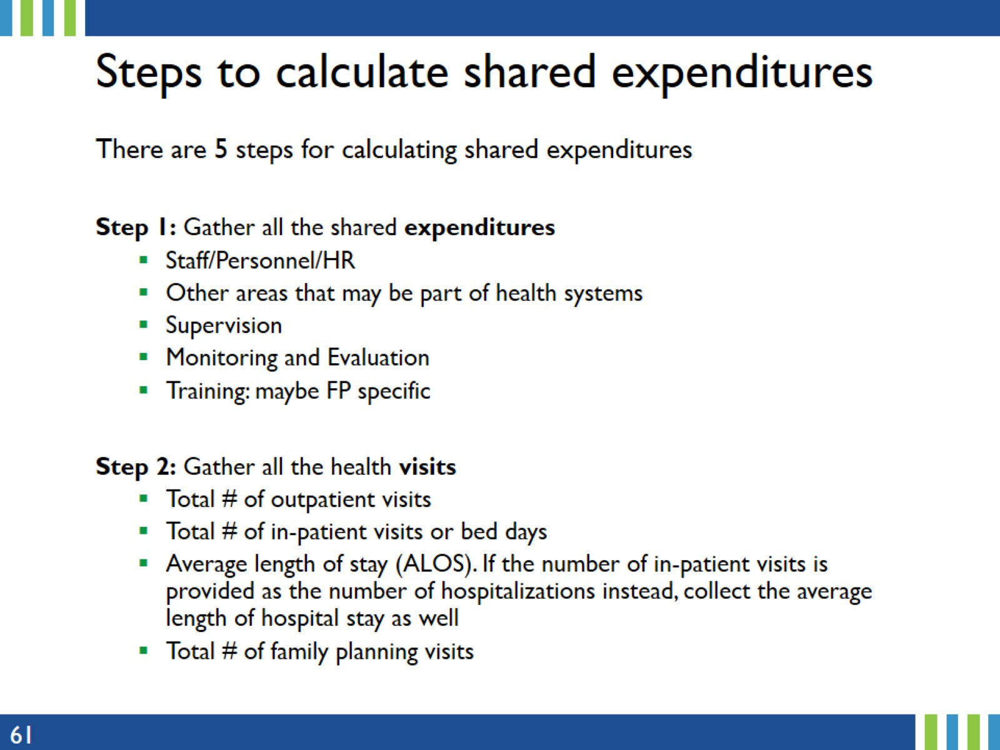 Steps to calculate shared expenditures
There are 5 steps for calculating shared expenditures
Step 1: Gather all the shared expenditures
▪ Staff/Personnel/HR
▪ Other areas that may be part of health systems
▪ Supervision
▪ Monitoring and Evaluation
▪ Training: maybe FP specific
Step 2: Gather all the health visits
▪ Total # of outpatient visits
▪ Total # of in-patient visits or bed days
▪ Average length of stay (ALOS). If the number of in-patient visits is
provided as the number of hospitalizations instead, collect the average
length of hospital stay as well
▪ Total # of family planning visits
61